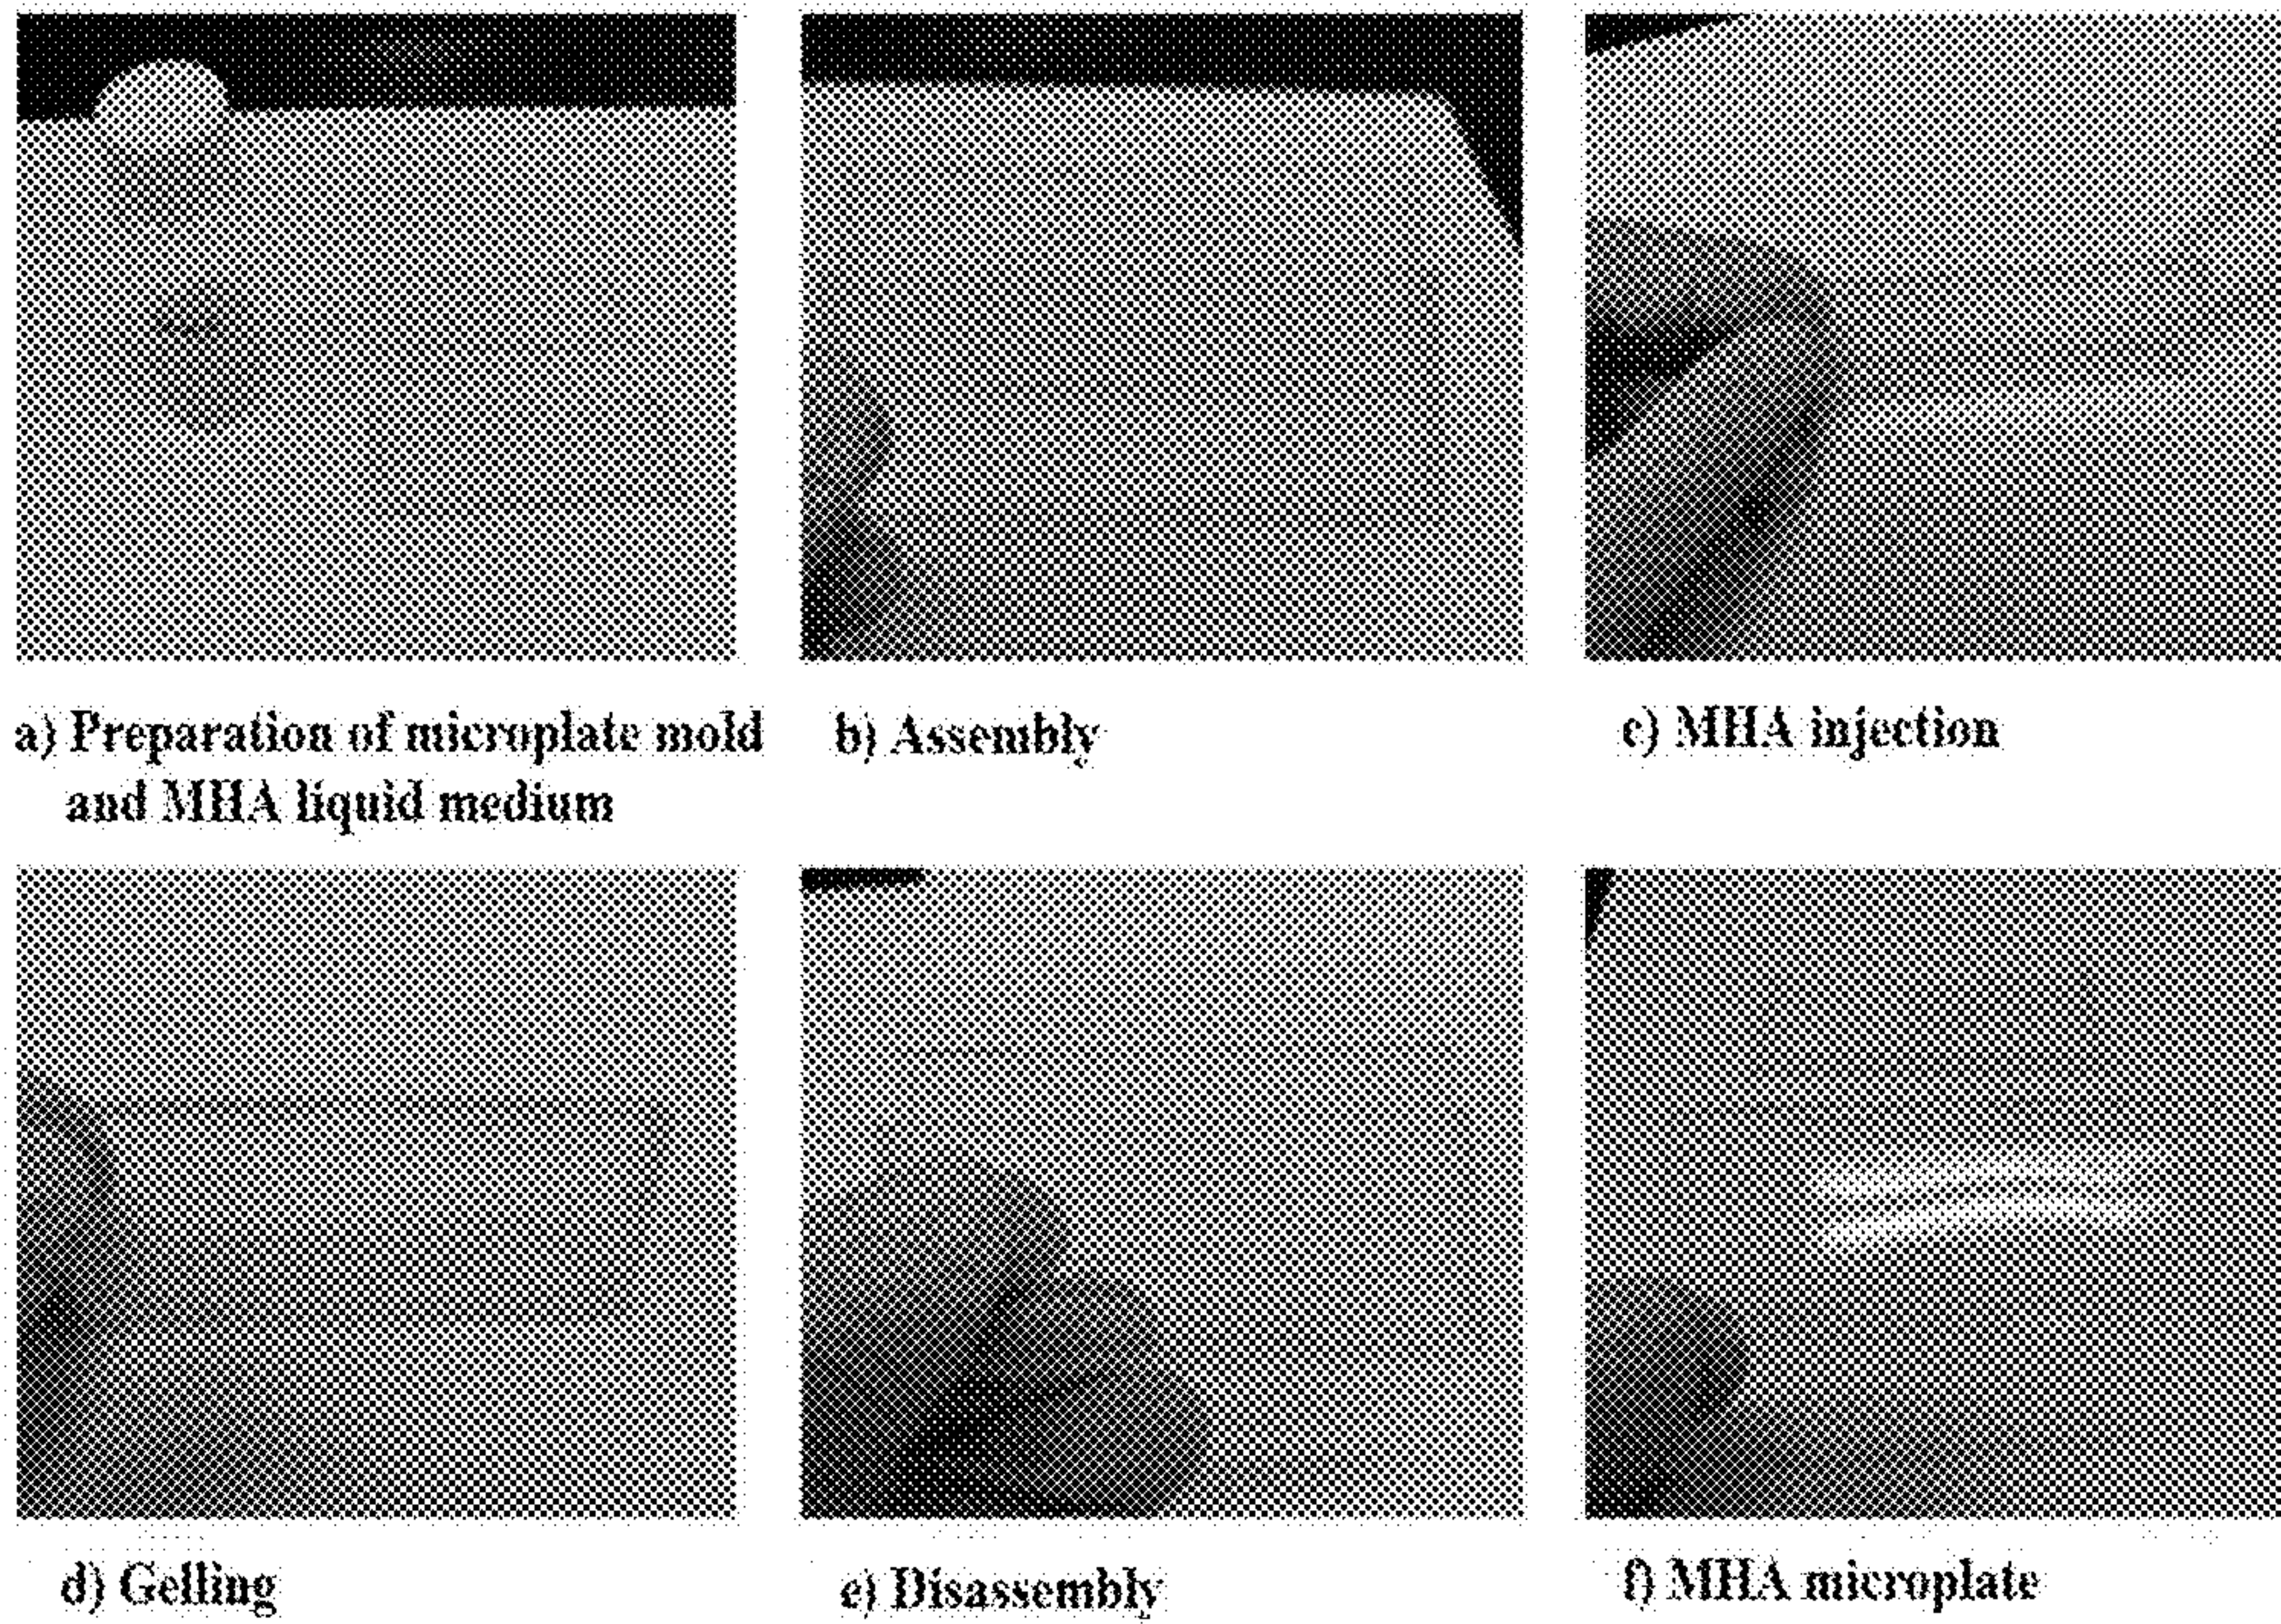 a) Preparation of microplate mold
and MHA liquid medium
b) Assembly
c) MHA injection
d) Gelling
e) Disassembly
f) MHA microplate